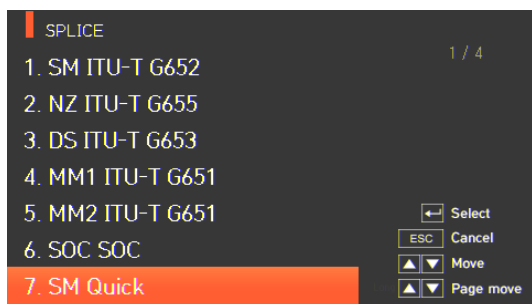 SPLICE
1 / 4
1. SM ITU-T G652
2. NZ ITU-T G655
3. DS ITU-T G653
4. MM1 ITU-T G651
5. MM2 ITU-T G651
6. SOC SOC
7. SM Quick
Select
ESC Cancel
Move
Page move